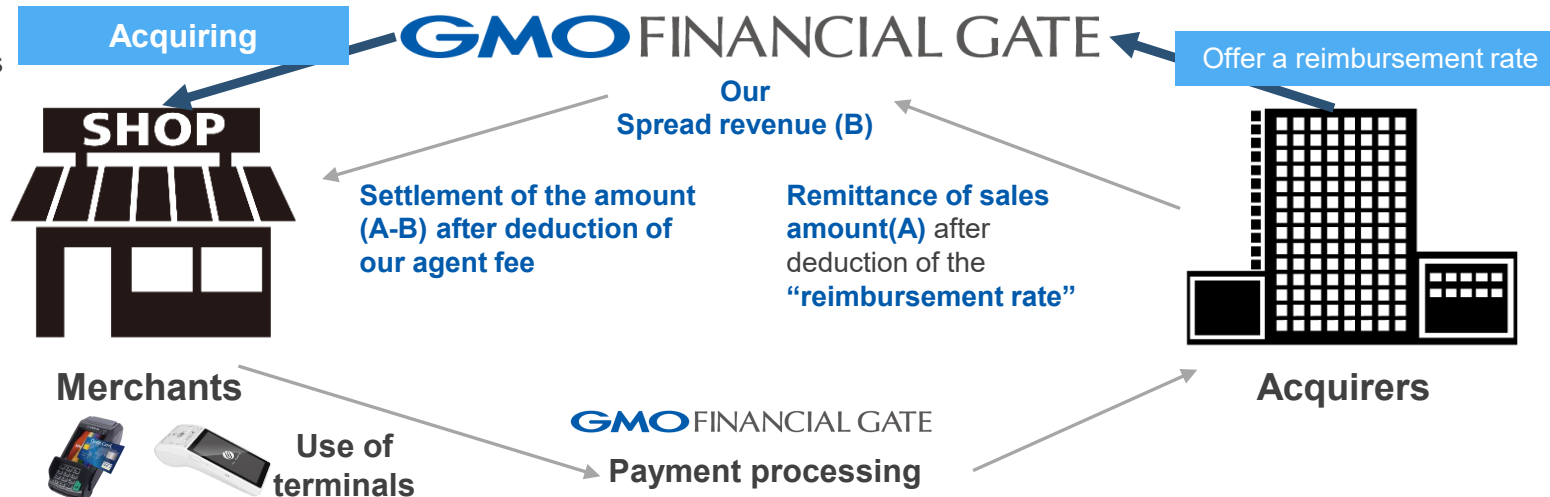 Acquiring
GMO FINANCIAL GATE
Offer a reimbursement rate
s
SHOP
Our
Spread revenue (B)
Settlement of the amount
(A-B) after deduction of
our agent fee
Remittance of sales
amount(A) after
deduction of the
“reimbursement rate”
Merchants
Acquirers
Use of
terminals
GMO FINANCIAL GATE
Payment processing